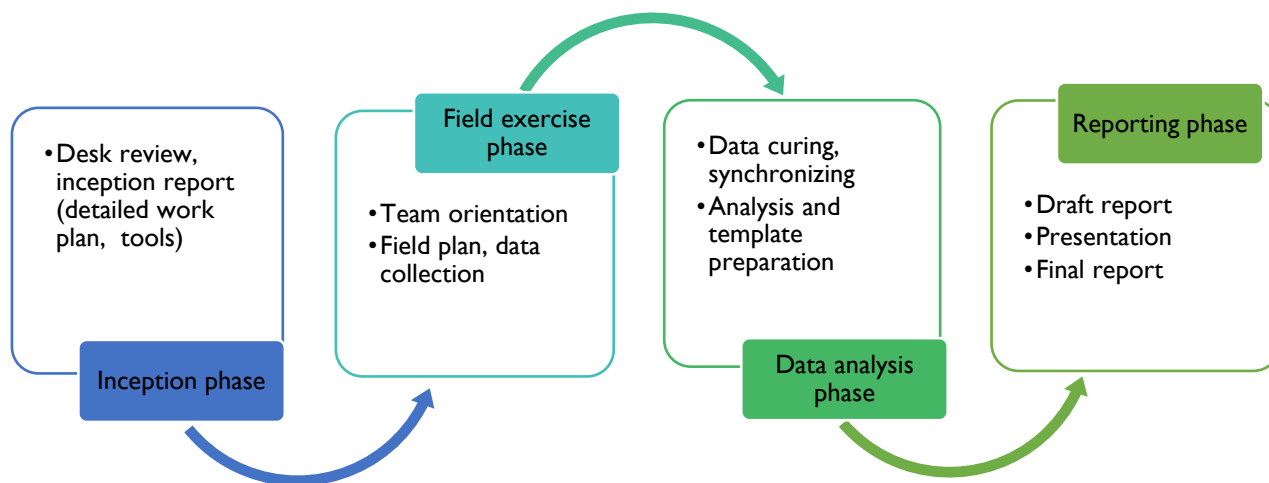 •Desk review,
inception report
(detailed work
plan, tools)
Inception phase
Field exercise
phase
•Team orientation
•Field plan, data
collection
•Data curing,
synchronizing
•Analysis and
template
preparation
Data analysis
phase
Reporting phase
•Draft report
•Presentation
•Final report